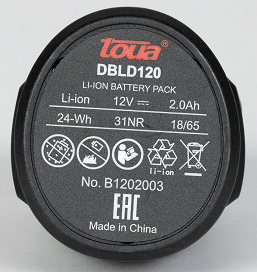 toua®
DBLD120
LI-ION BATTERY PACK
Li-ion 12V 2.0Ah
24-Wh 31NR 18/65
li-ion
No. B1202003
EAC
Made in China